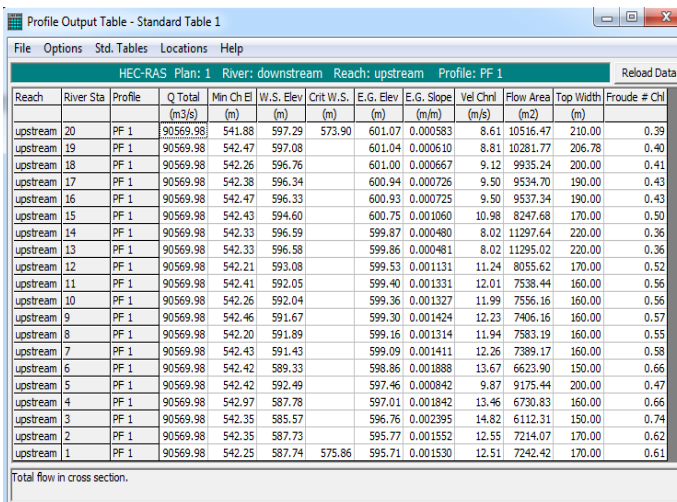 Profile Output Table - Standard Table 1
File Options Std. Tables Locations Help
HEC-RAS Plan: 1 River: downstream Reach: upstream Profile: PF 1 Reload Data
Reach River Sta Profile Q Total Min Ch El W.S. Elev Crit W.S. E.G. Elev E.G. Slope Vel Chnl Flow Area Top Width Froude # Chl
(m3/s) (m) (m) (m) (m) (m/m) (m/s) (m2) (m)
upstream 20 PF 1 90569.98 541.88 597.29 573.90 601.07 0.000583 8.61 10516.47 210.00 0.39
upstream 19 PF 1 90569.98 542.47 597.08 601.04 0.000610 8.81 10281.77 206.78 0.40
upstream 18 PF 1 90569.98 542.26 596.76 601.00 0.000667 9.12 9935.24 200.00 0.41
upstream 17 PF 1 90569.98 542.38 596.34 600.94 0.000726 9.50 9534.70 190.00 0.43
upstream 16 PF 1 90569.98 542.47 596.33 600.93 0.000725 9.50 9537.34 190.00 0.43
upstream 15 PF 1 90569.98 542.43 594.60 600.75 0.001060 10.98 8247.68 170.00 0.50
upstream 14 PF 1 90569.98 542.33 596.59 599.87 0.000480 8.02 11297.64 220.00 0.36
upstream 13 PF 1 90569.98 542.33 596.58 599.86 0.000481 8.02 11295.02 220.00 0.36
upstream 12 PF 1 90569.98 542.21 593.08 599.53 0.001131 11.24 8055.62 170.00 0.52
upstream 11 PF 1 90569.98 542.41 592.05 599.40 0.001331 12.01 7538.44 160.00 0.56
upstream 10 PF 1 90569.98 542.26 592.04 599.36 0.001327 11.99 7556.16 160.00 0.56
upstream 9 PF 1 90569.98 542.46 591.67 599.30 0.001424 12.23 7406.16 160.00 0.57
upstream 8 PF 1 90569.98 542.20 591.89 599.16 0.001314 11.94 7583.19 160.00 0.55
upstream 7 PF 1 90569.98 542.43 591.43 599.09 0.001411 12.26 7389.17 160.00 0.58
upstream 6 PF 1 90569.98 542.42 589.33 598.86 0.001888 13.67 6623.90 150.00 0.66
upstream 5 PF 1 90569.98 542.42 592.49 597.46 0.000842 9.87 9175.44 200.00 0.47
upstream 4 PF 1 90569.98 542.97 587.78 597.01 0.001842 13.46 6730.83 160.00 0.66
upstream 3 PF 1 90569.98 542.35 585.57 596.76 0.002395 14.82 6112.31 150.00 0.74
upstream 2 PF 1 90569.98 542.35 587.73 595.77 0.001552 12.55 7214.07 170.00 0.62
upstream 1 PF 1 90569.98 542.25 587.74 575.86 595.71 0.001530 12.51 7242.42 170.00 0.61
Total flow in cross section.